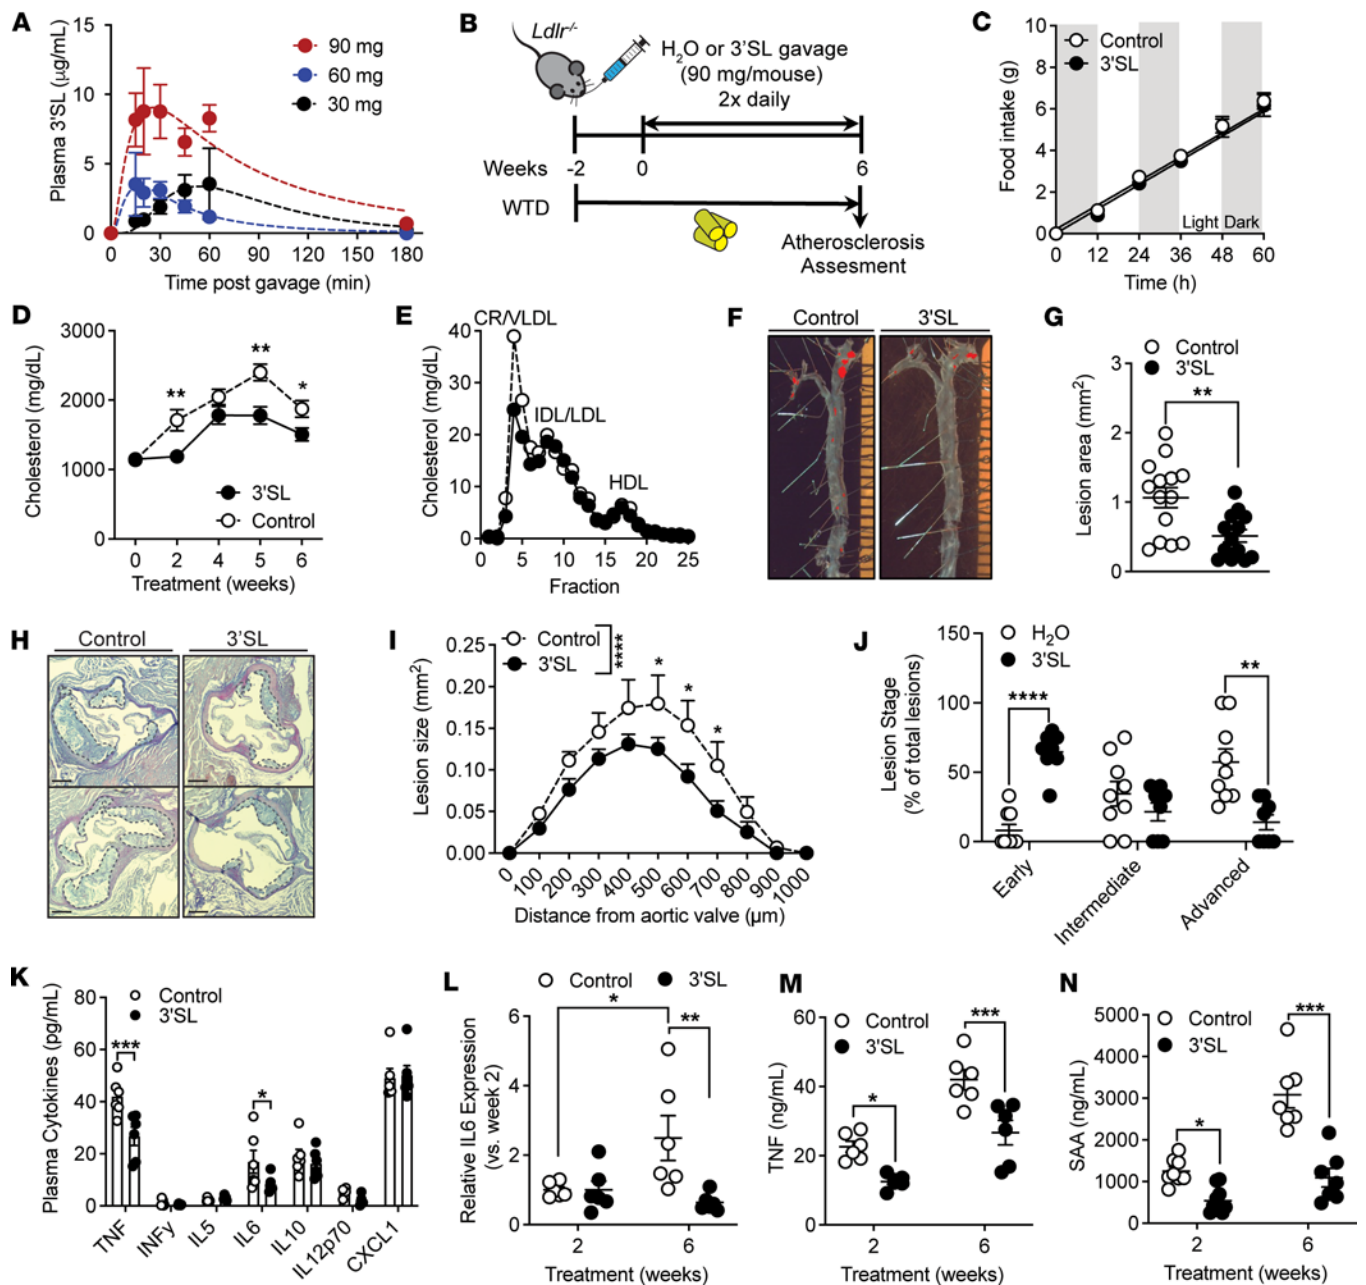 A
Plasma 3'SL (µg/mL)
15
10
5
0
90 mg
60 mg
30 mg
0 30 60 90 120 150 180
Time post gavage (min)
B
Ldlr-/-
H2O or 3'SL gavage
(90 mg/mouse)
2x daily
Weeks
-2 0 6
WTD
Atherosclerosis
Assesment
C
Food intake (g)
10
8
6
4
2
0
Control
3'SL
Light Dark
0 12 24 36 48 60
Time (h)
D
Cholesterol (mg/dL)
3000
2000
1000
0
** ** *
3'SL
Control
0 2 4 5 6
Treatment (weeks)
E
Cholesterol (mg/dL)
CR/VLDL
40
30
20
10
0
IDL/LDL
HDL
0 5 10 15 20 25
Fraction
F
Control 3'SL
G
Control
3'SL
**
Lesion area (mm2)
3
2
1
0
H
Control 3'SL
I
Control
3'SL
****
* * *
Lesion size (mm2)
0.25
0.20
0.15
0.10
0.05
0.00
0 100 200 300 400 500 600 700 800 900 1000
Distance from aortic valve (µm)
J
H2O
3'SL
**** **
Lesion Stage
(% of total lesions)
150
100
50
0
Early Intermediate Advanced
K
Plasma Cytokines (pg/mL)
80
60
40
20
0
Control
3'SL
*** *
TNF INFy IL5 IL6 IL10 IL12p70 CXCL1
L
Control 3'SL
* **
Relative IL6 Expression
(vs. week 2)
6
4
2
0
2 6
Treatment (weeks)
M
Control
3'SL
* ***
TNF (ng/mL)
60
40
20
0
2 6
Treatment (weeks)
N
Control
3'SL
* ***
SAA (ng/mL)
5000
4000
3000
2000
1000
0
2 6
Treatment (weeks)